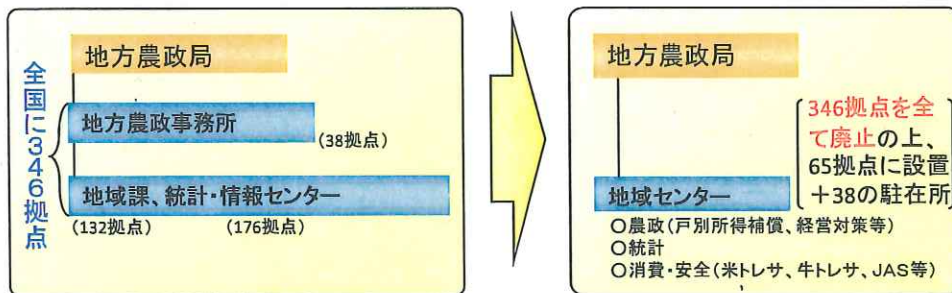 全国に346拠点
地方農政局
地方農政事務所
(38拠点)
地域課、統計・情報センター
(132拠点)
(176拠点)
地方農政局
地域センター
346拠点を全
て廃止の上、
65拠点に設置
+38の駐在所
○農政(戸別所得補償、経営対策等)
○統計
○消費・安全(米トレサ、牛トレサ、JAS等)